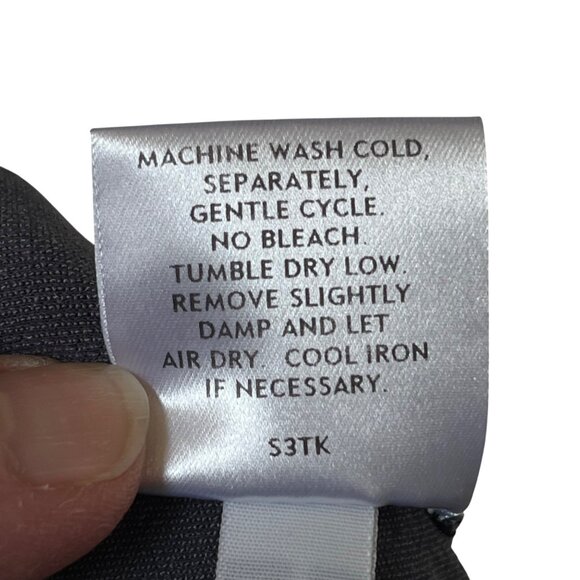 MACHINE WASH COLD,
SEPARATELY,
GENTLE CYCLE.
NO BLEACH.
TUMBLE DRY LOW.
REMOVE SLIGHTLY
DAMP AND LET
AIR DRY. COOL IRON
IF NECESSARY.
S3TK